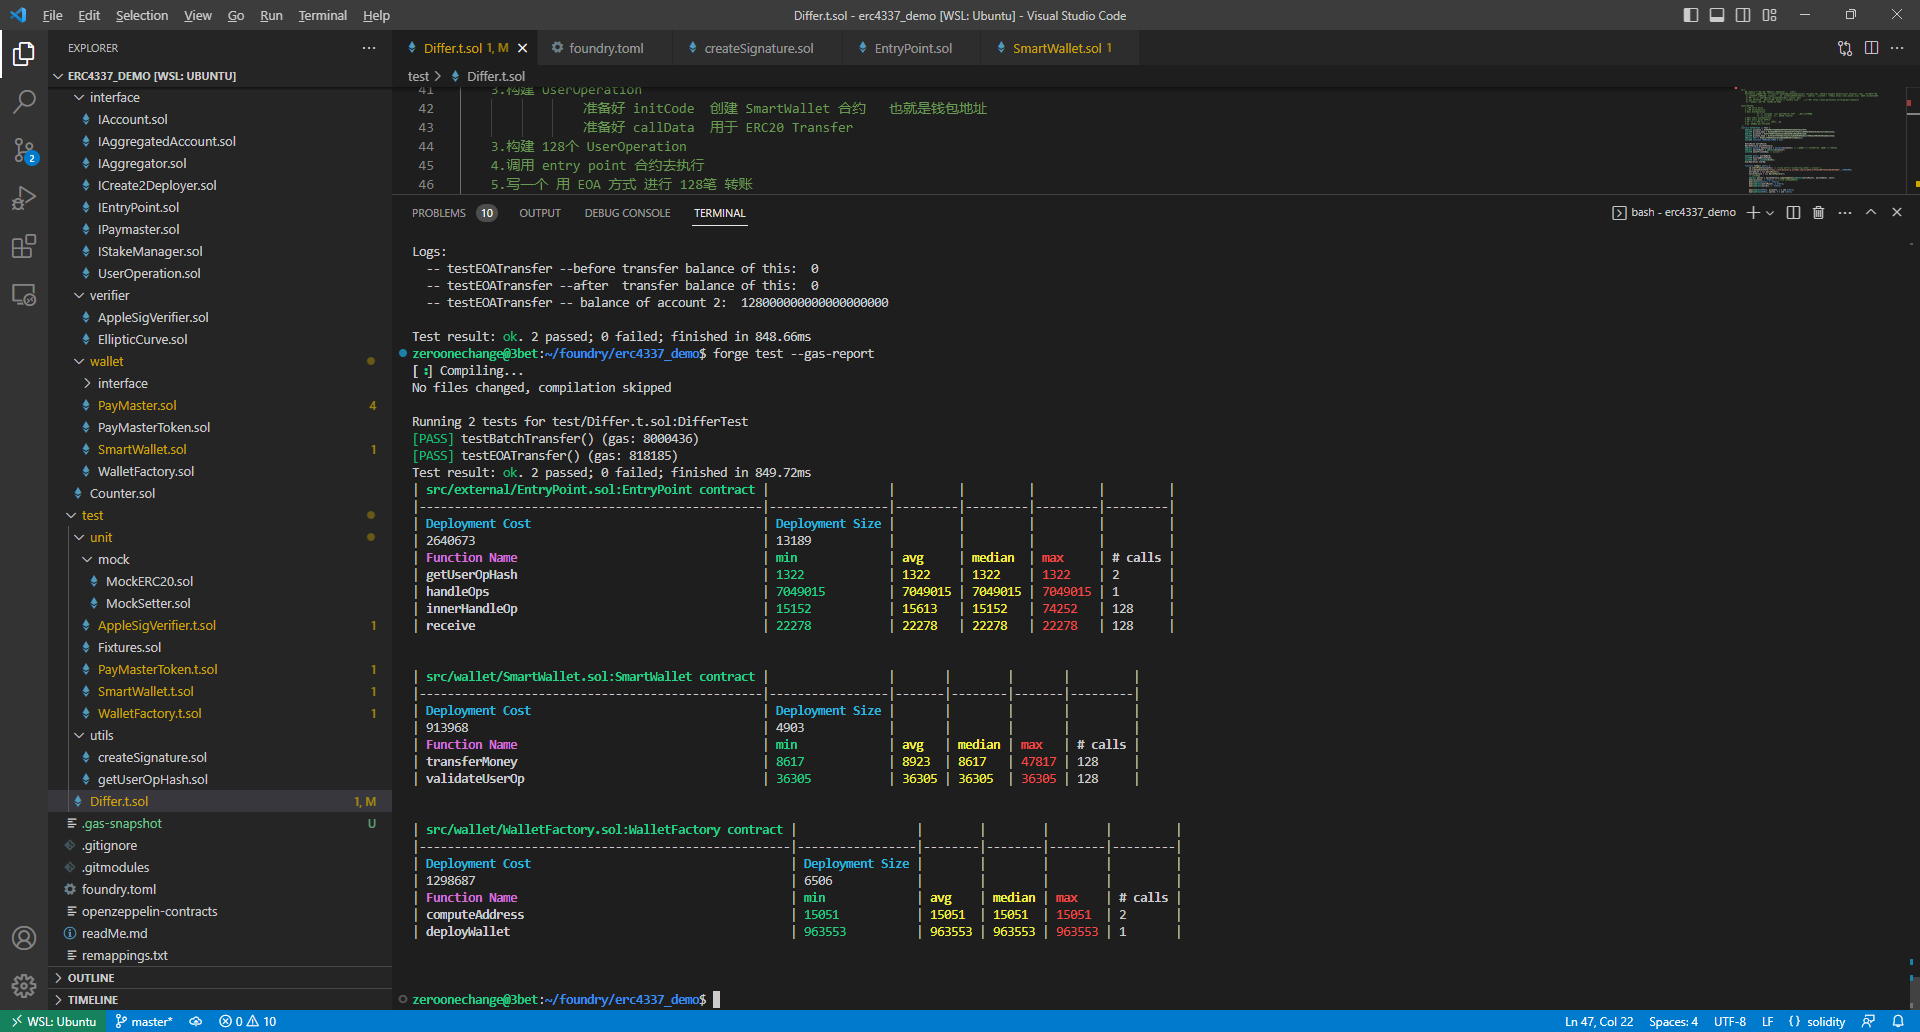 File Edit Selection View Go Run Terminal Help
Differ.t.sol - erc4337_demo [WSL: Ubuntu] - Visual Studio Code
EXPLORER
ERC4337_DEMO [WSL: UBUNTU]
interface
IAccount.sol
IAggregatedAccount.sol
IAggregator.sol
ICreate2Deployer.sol
IEntryPoint.sol
IPaymaster.sol
IStakeManager.sol
UserOperation.sol
verifier
AppleSigVerifier.sol
EllipticCurve.sol
wallet
interface
PayMaster.sol 4
PayMasterToken.sol
SmartWallet.sol 1
WalletFactory.sol
Counter.sol
test
unit
mock
MockERC20.sol
MockSetter.sol
AppleSigVerifier.t.sol 1
Fixtures.sol
PayMasterToken.t.sol 1
SmartWallet.t.sol 1
WalletFactory.t.sol 1
utils
createSignature.sol
getUserOpHash.sol
Differ.t.sol 1, M
.gas-snapshot U
.gitignore
.gitmodules
foundry.toml
openzeppelin-contracts
readMe.md
remappings.txt
OUTLINE
TIMELINE
2
Differ.t.sol 1, M
foundry.toml
createSignature.sol
EntryPoint.sol
SmartWallet.sol 1
test > Differ.t.sol
41 3.构建 UserOperation
42 准备好 initCode 创建 SmartWallet 合约 也就是钱包地址
43 准备好 callData 用于 ERC20 Transfer
44 3.构建 128个 UserOperation
45 4.调用 entry point 合约去执行
46 5.写一个 用 EOA 方式 进行 128笔 转账
PROBLEMS 10 OUTPUT DEBUG CONSOLE TERMINAL
bash - erc4337_demo
Logs:
-- testEOATransfer --before transfer balance of this: 0
-- testEOATransfer --after transfer balance of this: 0
-- testEOATransfer -- balance of account 2: 128000000000000000000
Test result: ok. 2 passed; 0 failed; finished in 848.66ms
zeroonechange@3bet:~/foundry/erc4337_demo$ forge test --gas-report
[⠰] Compiling...
No files changed, compilation skipped
Running 2 tests for test/Differ.t.sol:DifferTest
[PASS] testBatchTransfer() (gas: 8000436)
[PASS] testEOATransfer() (gas: 818185)
Test result: ok. 2 passed; 0 failed; finished in 849.72ms
| src/external/EntryPoint.sol:EntryPoint contract | | | | | |
|-------------------------------------------------|-----------------|---------|---------|---------|---------|
| Deployment Cost | Deployment Size | | | | |
| 2640673 | 13189 | | | | |
| Function Name | min | avg | median | max | # calls |
| getUserOpHash | 1322 | 1322 | 1322 | 1322 | 2 |
| handleOps | 7049015 | 7049015 | 7049015 | 7049015 | 1 |
| innerHandleOp | 15152 | 15613 | 15152 | 74252 | 128 |
| receive | 22278 | 22278 | 22278 | 22278 | 128 |
| src/wallet/SmartWallet.sol:SmartWallet contract | | | | | |
|-------------------------------------------------|-----------------|-------|--------|-------|---------|
| Deployment Cost | Deployment Size | | | | |
| 913968 | 4903 | | | | |
| Function Name | min | avg | median | max | # calls |
| transferMoney | 8617 | 8923 | 8617 | 47817 | 128 |
| validateUserOp | 36305 | 36305 | 36305 | 36305 | 128 |
| src/wallet/WalletFactory.sol:WalletFactory contract | | | | | |
|-----------------------------------------------------|-----------------|--------|--------|--------|---------|
| Deployment Cost | Deployment Size | | | | |
| 1298687 | 6506 | | | | |
| Function Name | min | avg | median | max | # calls |
| computeAddress | 15051 | 15051 | 15051 | 15051 | 2 |
| deployWallet | 963553 | 963553 | 963553 | 963553 | 1 |
zeroonechange@3bet:~/foundry/erc4337_demo$
WSL: Ubuntu master* 0 10
Ln 47, Col 22 Spaces: 4 UTF-8 LF {} solidity